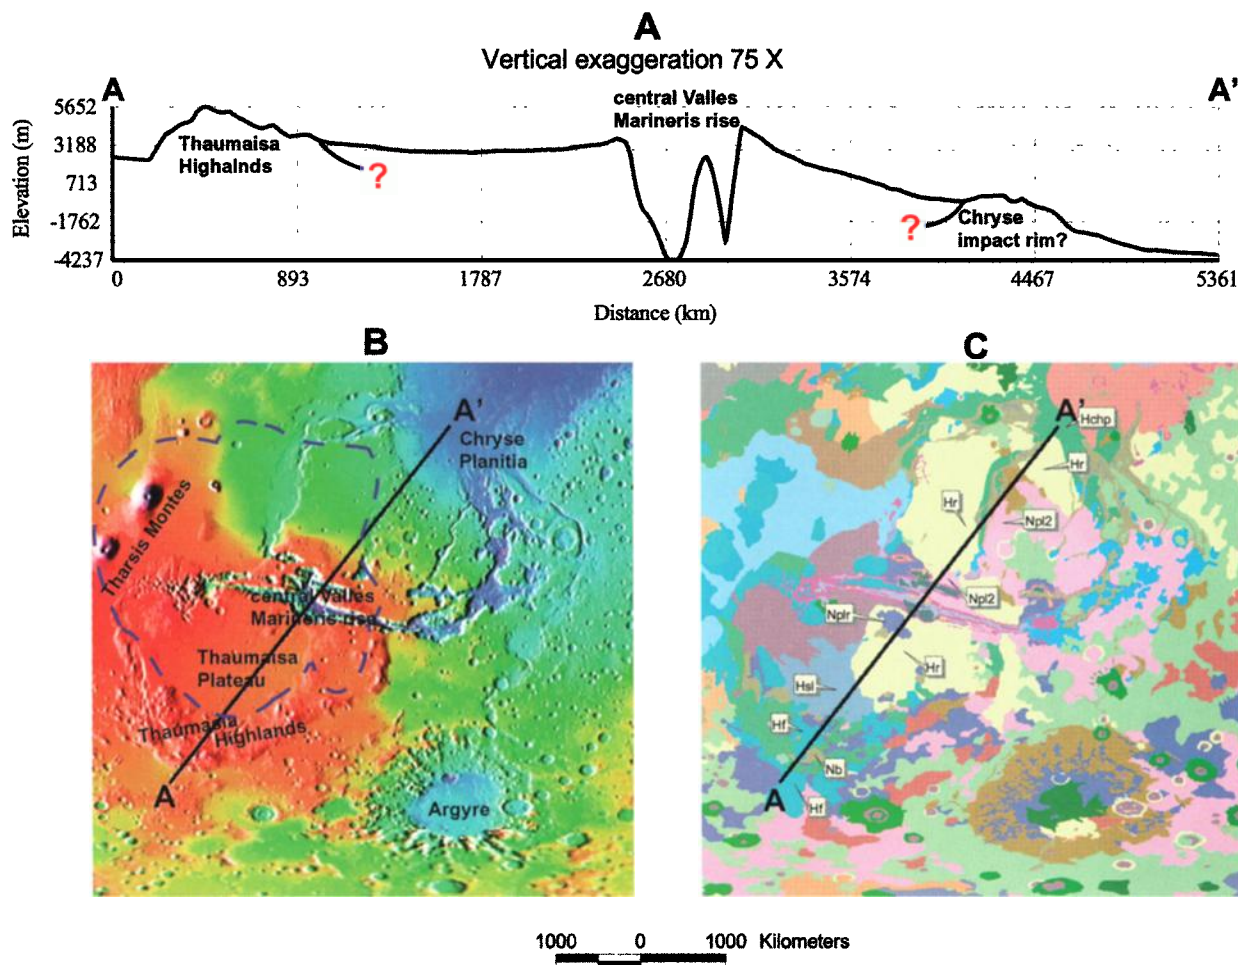 A
Vertical exaggeration 75 X
A
A'
central Valles
Marineris rise
Thaumaisa
Highalnds
?
?
Chryse
impact rim?
Elevation (m)
5652
3188
713
-1762
-4237
0
893
1787
2680
3574
4467
5361
Distance (km)
B
A'
Chryse
Planitia
Tharsis Montes
central Valles
Marineris rise
Thaumaisa
Plateau
Thaumasia
Highlands
A
Argyre
C
A'
Hchp
Hr
Hr
Npl2
Npl2
Nplr
Hr
Hsl
Hf
Nb
A
Hf
1000
0
1000
Kilometers